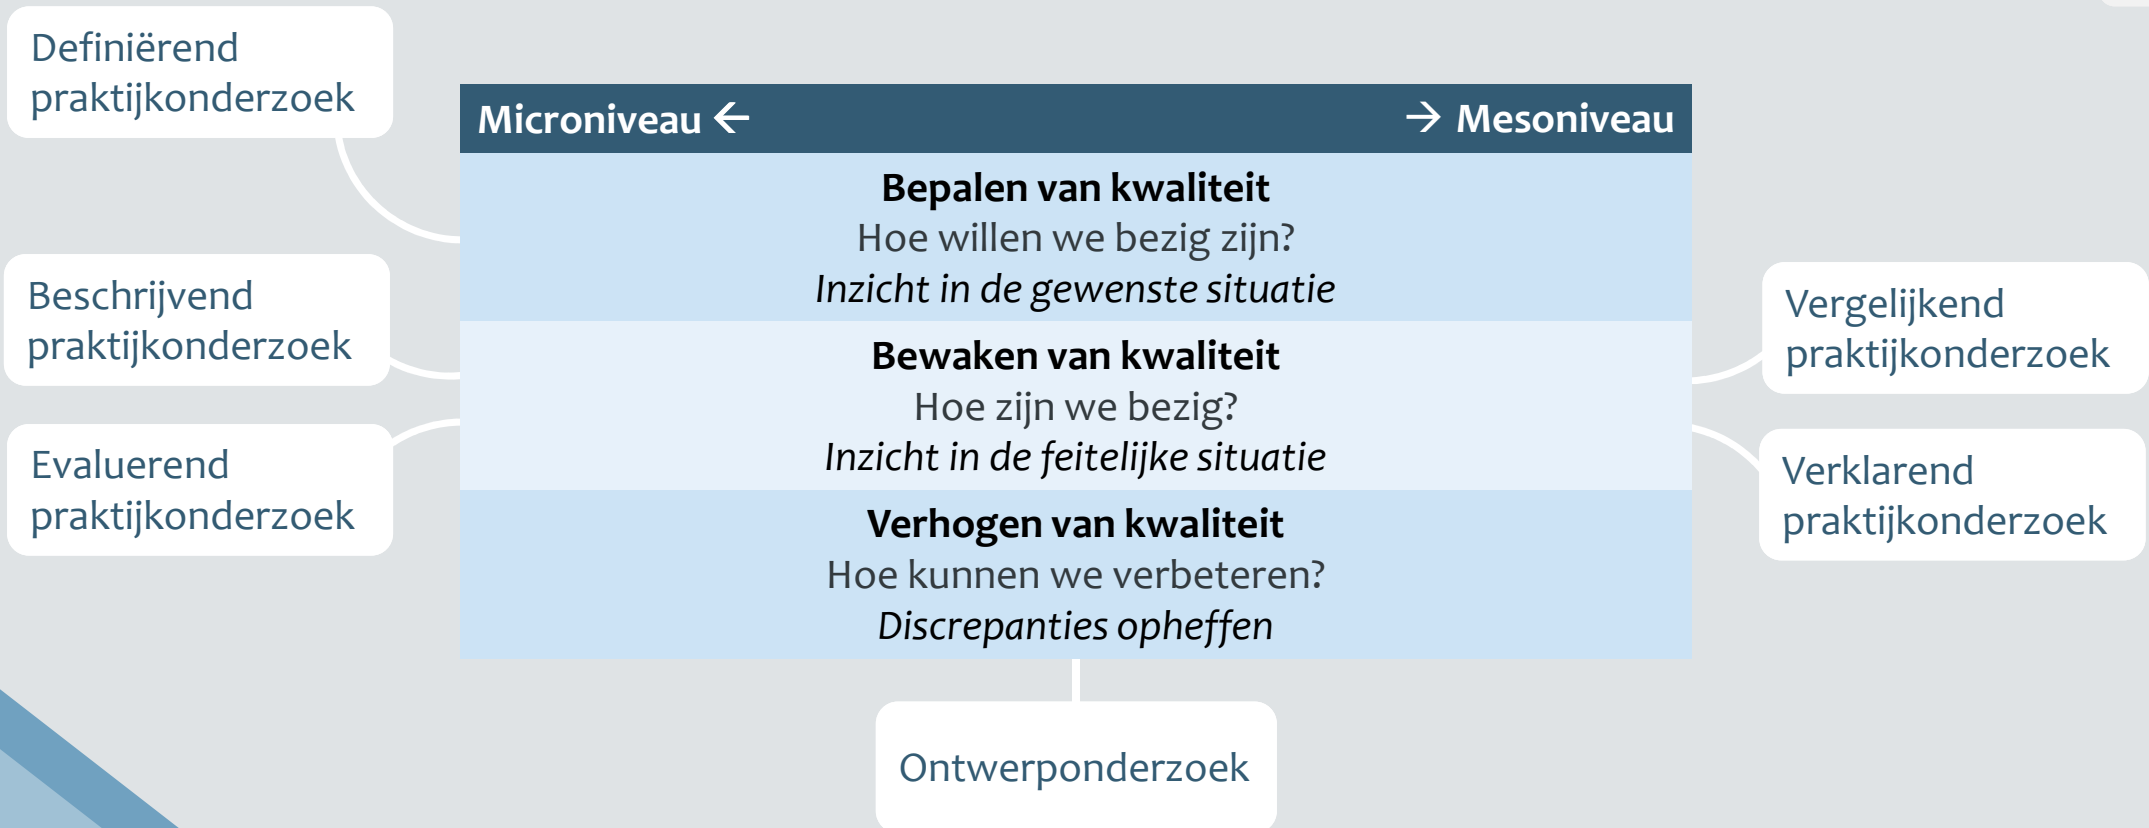 Definiërend
praktijkonderzoek
Microniveau ← → Mesoniveau
Bepalen van kwaliteit
Hoe willen we bezig zijn?
Inzicht in de gewenste situatie
Beschrijvend
praktijkonderzoek
Bewaken van kwaliteit
Hoe zijn we bezig?
Inzicht in de feitelijke situatie
Vergelijkend
praktijkonderzoek
Evaluerend
praktijkonderzoek
Verklarend
praktijkonderzoek
Verhogen van kwaliteit
Hoe kunnen we verbeteren?
Discrepanties opheffen
Ontwerponderzoek